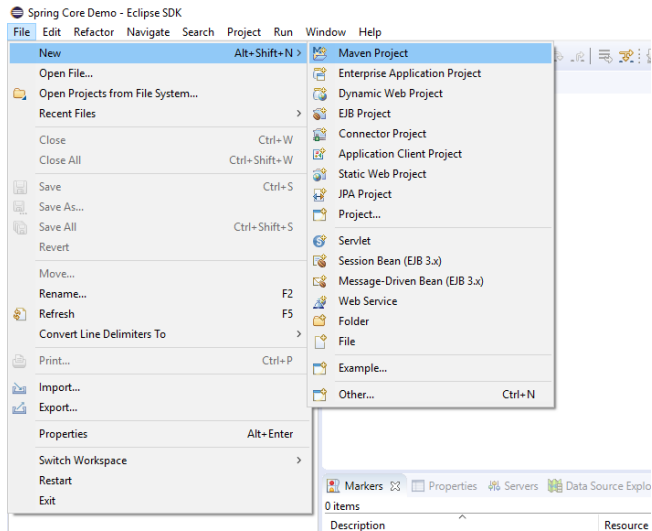 Spring Core Demo - Eclipse SDK
File Edit Refactor Navigate Search Project Run Window Help
New Alt+Shift+N >
Open File...
Open Projects from File System...
Recent Files >
Close Ctrl+W
Close All Ctrl+Shift+W
Save Ctrl+S
Save As...
Save All Ctrl+Shift+S
Revert
Move...
Rename... F2
Refresh F5
Convert Line Delimiters To >
Print... Ctrl+P
Import...
Export...
Properties Alt+Enter
Switch Workspace >
Restart
Exit
Maven Project
Enterprise Application Project
Dynamic Web Project
EJB Project
Connector Project
Application Client Project
Static Web Project
JPA Project
Project...
Servlet
Session Bean (EJB 3.x)
Message-Driven Bean (EJB 3.x)
Web Service
Folder
File
Example...
Other... Ctrl+N
Markers Properties Servers Data Source Explo
0 items
Description Resource